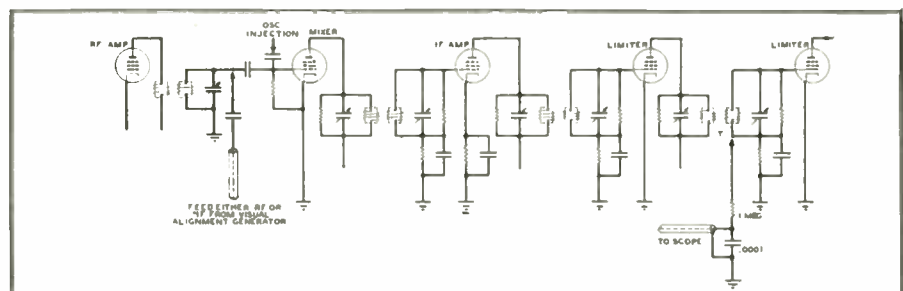 RF AMP
OSC
INJECTION
MIXER
IF AMP
LIMITER
LIMITER
T
FEED EITHER RF OR
IF FROM VISUAL
ALIGNMENT GENERATOR
1 MEG
TO SCOPE
.0001